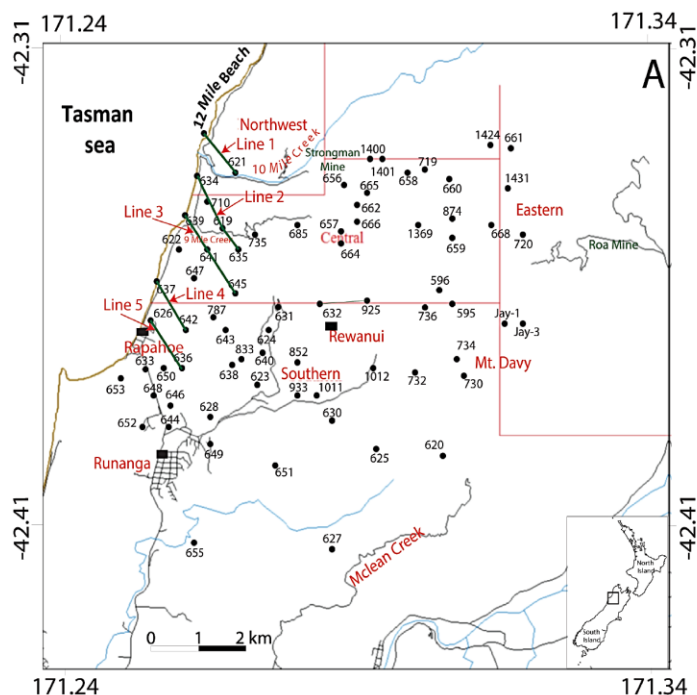 171.24
171.34
-42.31
-42.31
A
12 Mile Beach
Tasman
sea
Northwest
Line 1
10 Mile Creek
621
Strongman
Mine
1400
1401
1424
661
634
656
665
658
719
660
1431
710
Line 2
662
Line 3
639
619
666
874
Eastern
9 Mile Creek
735
685
657
Central
664
1369
659
668
720
Roa Mine
622
641
635
647
645
637
Line 4
596
Line 5
626
642
787
631
632
925
736
595
Jay-1
Jay-3
Rewanui
Rapahoe
643
624
640
833
638
852
734
Mt. Davy
633
650
636
623
Southern
1012
732
730
653
648
646
933
1011
652
644
628
630
649
Runanga
651
625
620
-42.41
-42.41
655
627
Mclean Creek
North
Island
South
Island
0 1 2 km
171.24
171.34